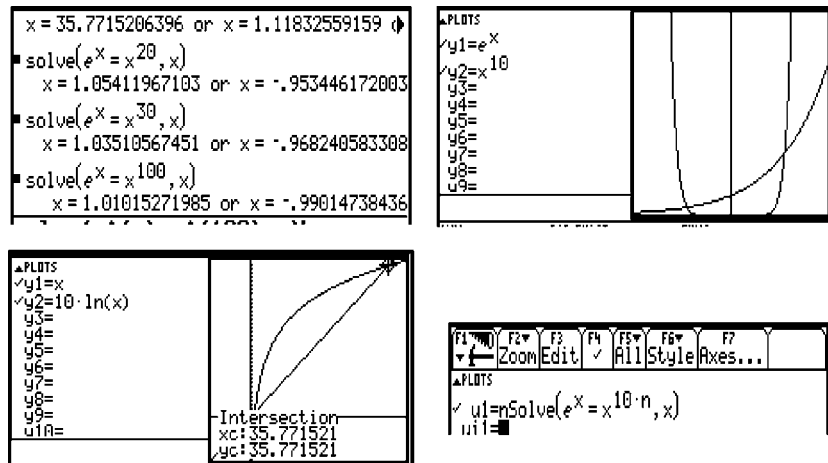 x = 35.7715206396 or x = 1.11832559159
solve(e^x = x^20, x)
x = 1.05411967103 or x = -.953446172003
solve(e^x = x^30, x)
x = 1.03510567451 or x = -.968240583308
solve(e^x = x^100, x)
x = 1.01015271985 or x = -.99014738436
PLOTS
✓y1=e^x
✓y2=x^10
y3=
y4=
y5=
y6=
y7=
y8=
y9=
PLOTS
✓y1=x
✓y2=10·ln(x)
y3=
y4=
y5=
y6=
y7=
y8=
y9=
y10=
Intersection
xc:35.771521
yc:35.771521
F1 F2 F3 F4 F5 F6 F7
Zoom Edit ✓ All Style Axes...
PLOTS
✓ u1=nSolve(e^x = x^10·n, x)
ui1=